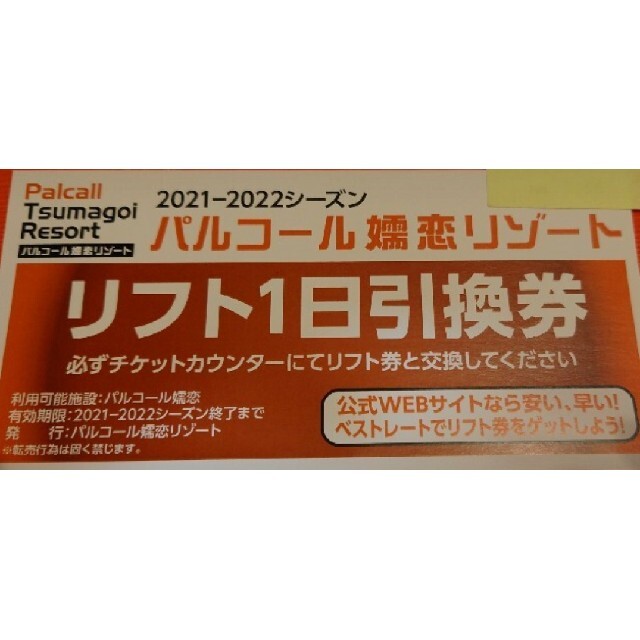 Palcall
Tsumagoi
Resort
パルコール嬬恋リゾート
2021-2022シーズン
パルコール嬬恋リゾート
リフト1日引換券
必ずチケットカウンターにてリフト券と交換してください
利用可能施設:パルコール嬬恋
有効期限:2021-2022シーズン終了まで
発 行:パルコール嬬恋リゾート
※転売行為は固く禁じます。
公式WEBサイトなら安い、早い!
ベストレートでリフト券をゲットしよう!